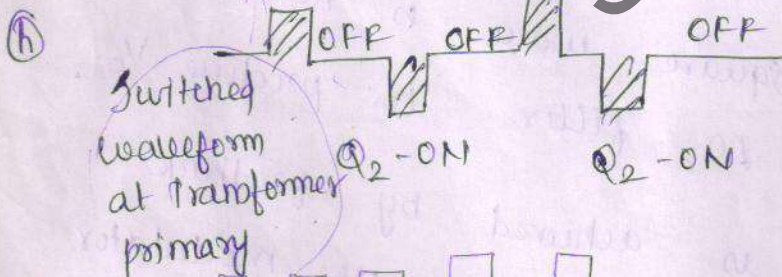 (h) OFF OFF OFF
Switched
waveform
at Transformer
primary
Q2 - ON Q2 - ON